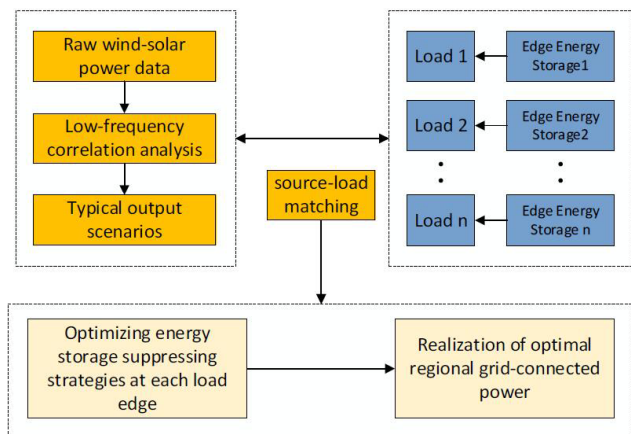 Raw wind-solar
power data
Low-frequency
correlation analysis
Typical output
scenarios
source-load
matching
Load 1
Edge Energy
Storage1
Load 2
Edge Energy
Storage2
Load n
Edge Energy
Storage n
Optimizing energy
storage suppressing
strategies at each load
edge
Realization of optimal
regional grid-connected
power